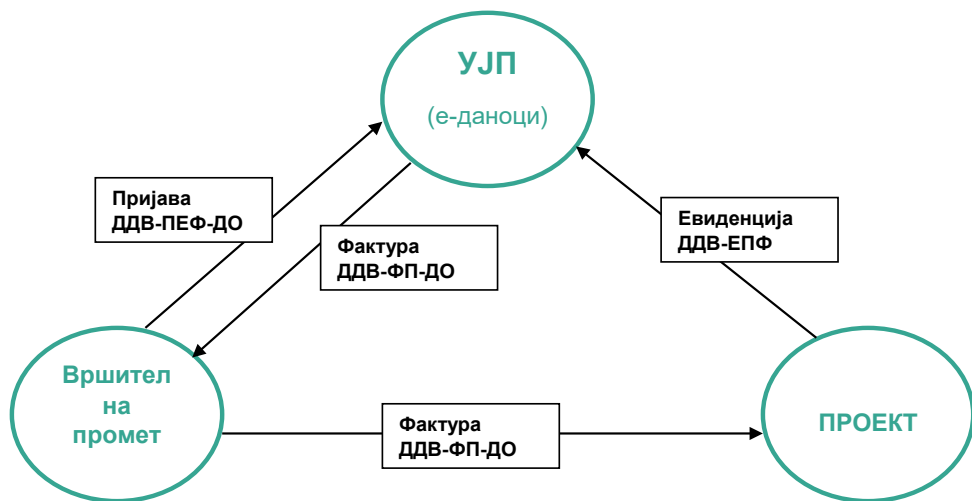 УЈП
(е-даноци)
Пријава
ДДВ-ПЕФ-ДО
Фактура
ДДВ-ФП-ДО
Евиденција
ДДВ-ЕПФ
Вршител
на
промет
Фактура
ДДВ-ФП-ДО
ПРОЕКТ